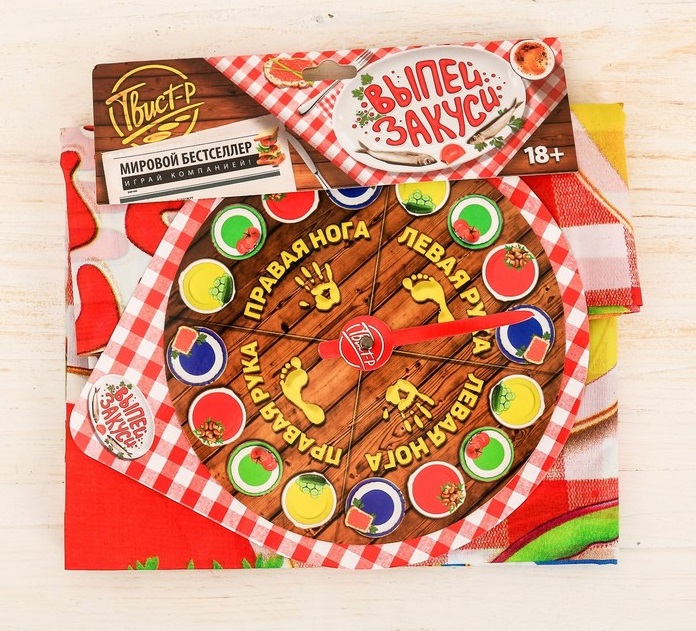 ТВИСТ-Р
МИРОВОЙ БЕСТСЕЛЛЕР
ИГРАЙ КОМПАНИЕЙ!
ВЫПЕЙ
ЗАКУСИ
18+
ПРАВАЯ НОГА
ЛЕВАЯ РУКА
ТВИСТ-Р
ПРАВАЯ РУКА
ЛЕВАЯ НОГА
ВЫПЕЙ
ЗАКУСИ